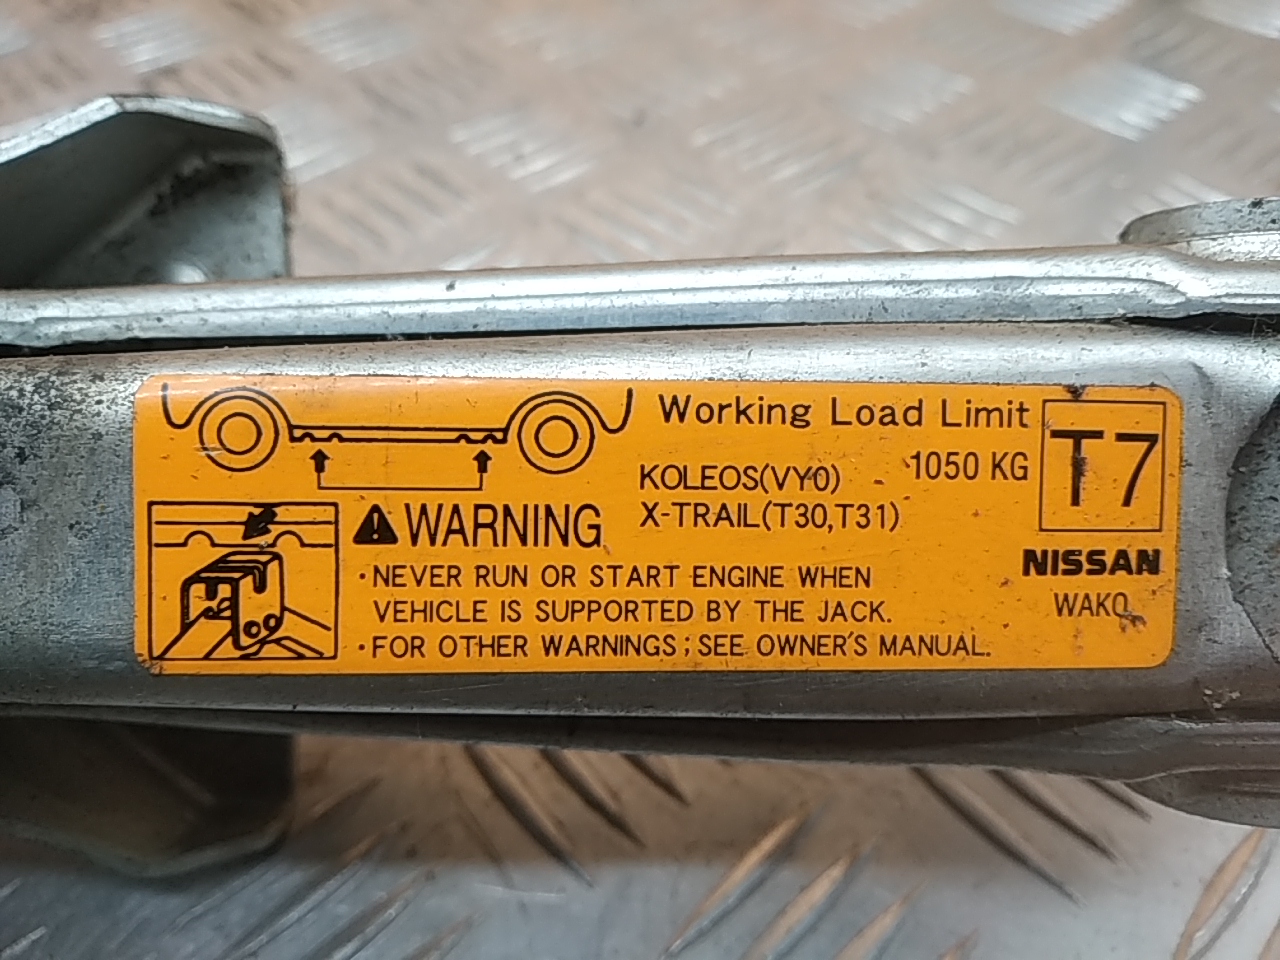 Working Load Limit
1050 KG
T7
KOLEOS(VY0)
X-TRAIL(T30,T31)
WARNING
NISSAN
WAKO
·NEVER RUN OR START ENGINE WHEN
VEHICLE IS SUPPORTED BY THE JACK.
·FOR OTHER WARNINGS;SEE OWNER'S MANUAL.